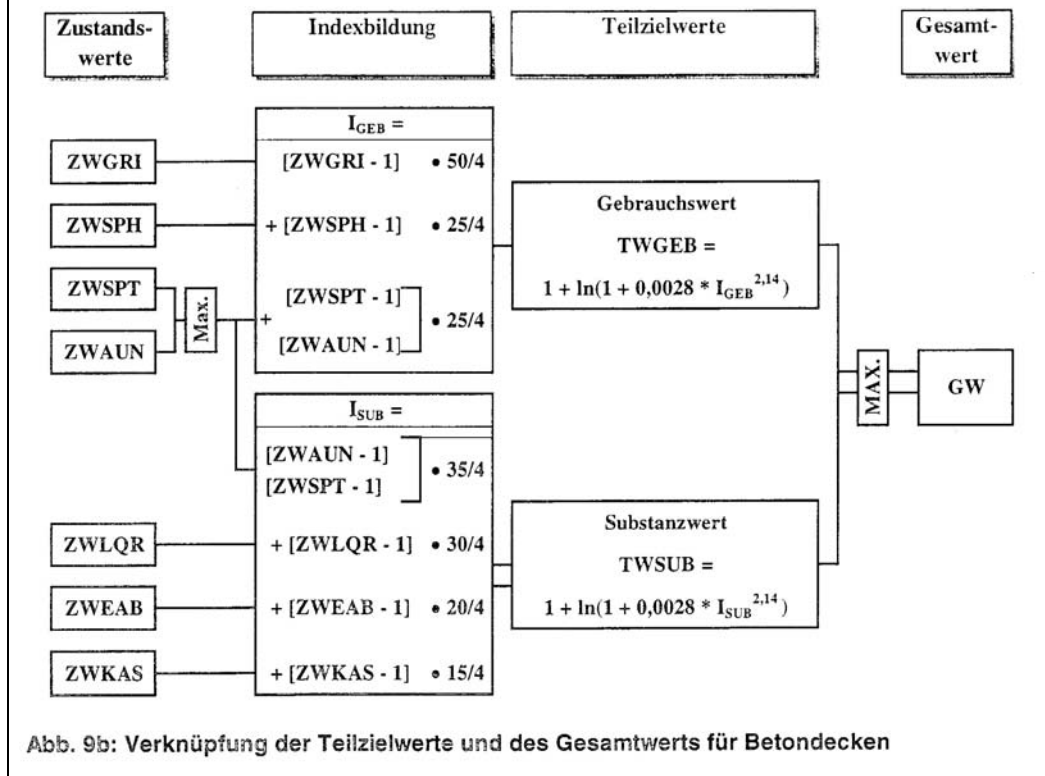 Zustands-
werte
Indexbildung
Teilzielwerte
Gesamt-
wert
ZWGRI
ZWSPH
ZWSPT
ZWAUN
Max.
I_GEB =
[ZWGRI - 1] • 50/4
+ [ZWSPH - 1] • 25/4
+
[ZWSPT - 1]
[ZWAUN - 1]
• 25/4
Gebrauchswert
TWGEB =
1 + ln(1 + 0,0028 * I_GEB^2,14)
I_SUB =
[ZWAUN - 1]
[ZWSPT - 1]
• 35/4
ZWLQR
+ [ZWLQR - 1] • 30/4
ZWEAB
+ [ZWEAB - 1] • 20/4
ZWKAS
+ [ZWKAS - 1] • 15/4
Substanzwert
TWSUB =
1 + ln(1 + 0,0028 * I_SUB^2,14)
MAX.
GW
Abb. 9b: Verknüpfung der Teilzielwerte und des Gesamtwerts für Betondecken